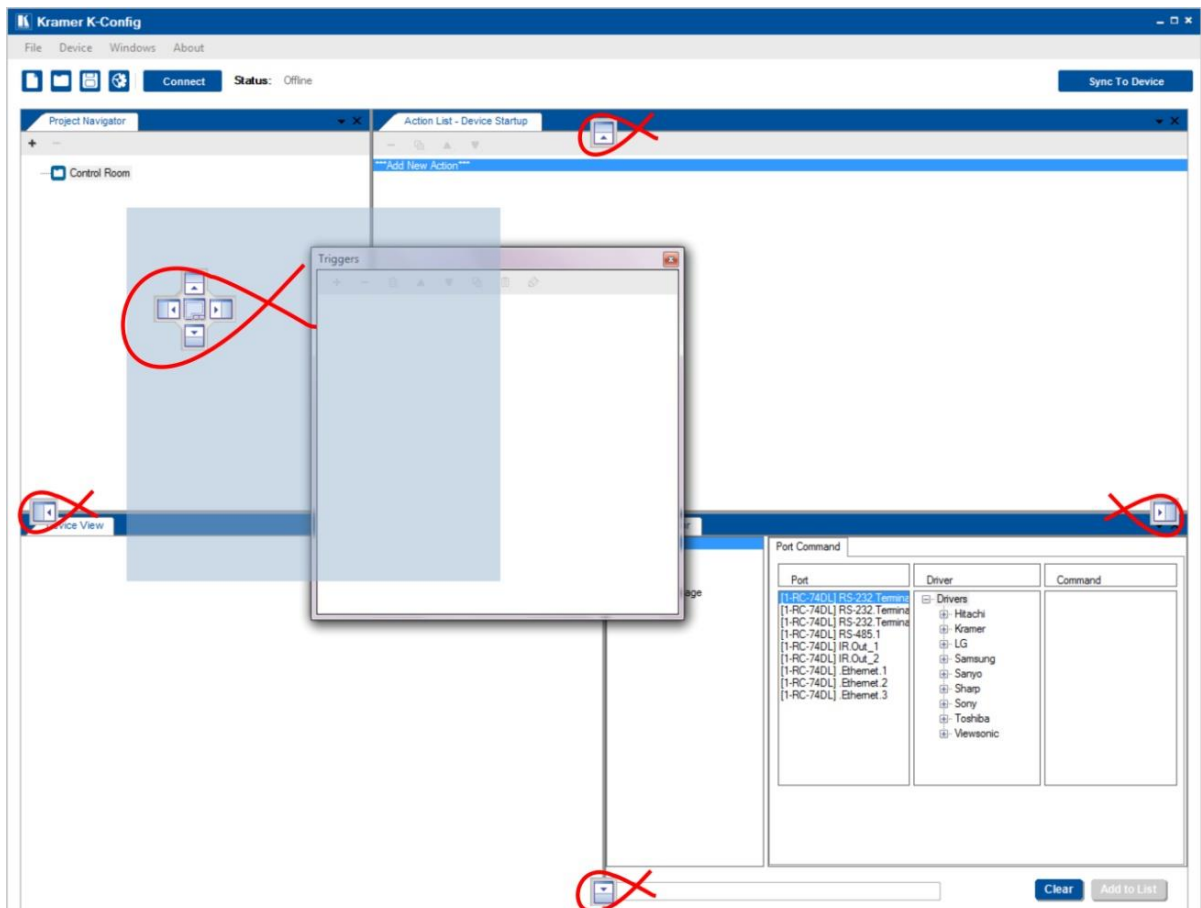 Kramer K-Config
File Device Windows About
Connect Status: Offline Sync To Device
Project Navigator Action List - Device Startup
***Add New Action***
Control Room
Triggers
Device View
Port Command
Port Driver Command
[1-RC-74DL] RS-232.Termina
[1-RC-74DL] RS-232.Termina
[1-RC-74DL] RS-232.Termina
[1-RC-74DL] RS-485.1
[1-RC-74DL] IR.Out_1
[1-RC-74DL] IR.Out_2
[1-RC-74DL] .Ethernet.1
[1-RC-74DL] .Ethernet.2
[1-RC-74DL] .Ethernet.3
Drivers
Hitachi
Kramer
LG
Samsung
Sanyo
Sharp
Sony
Toshiba
Viewsonic
Clear Add to List